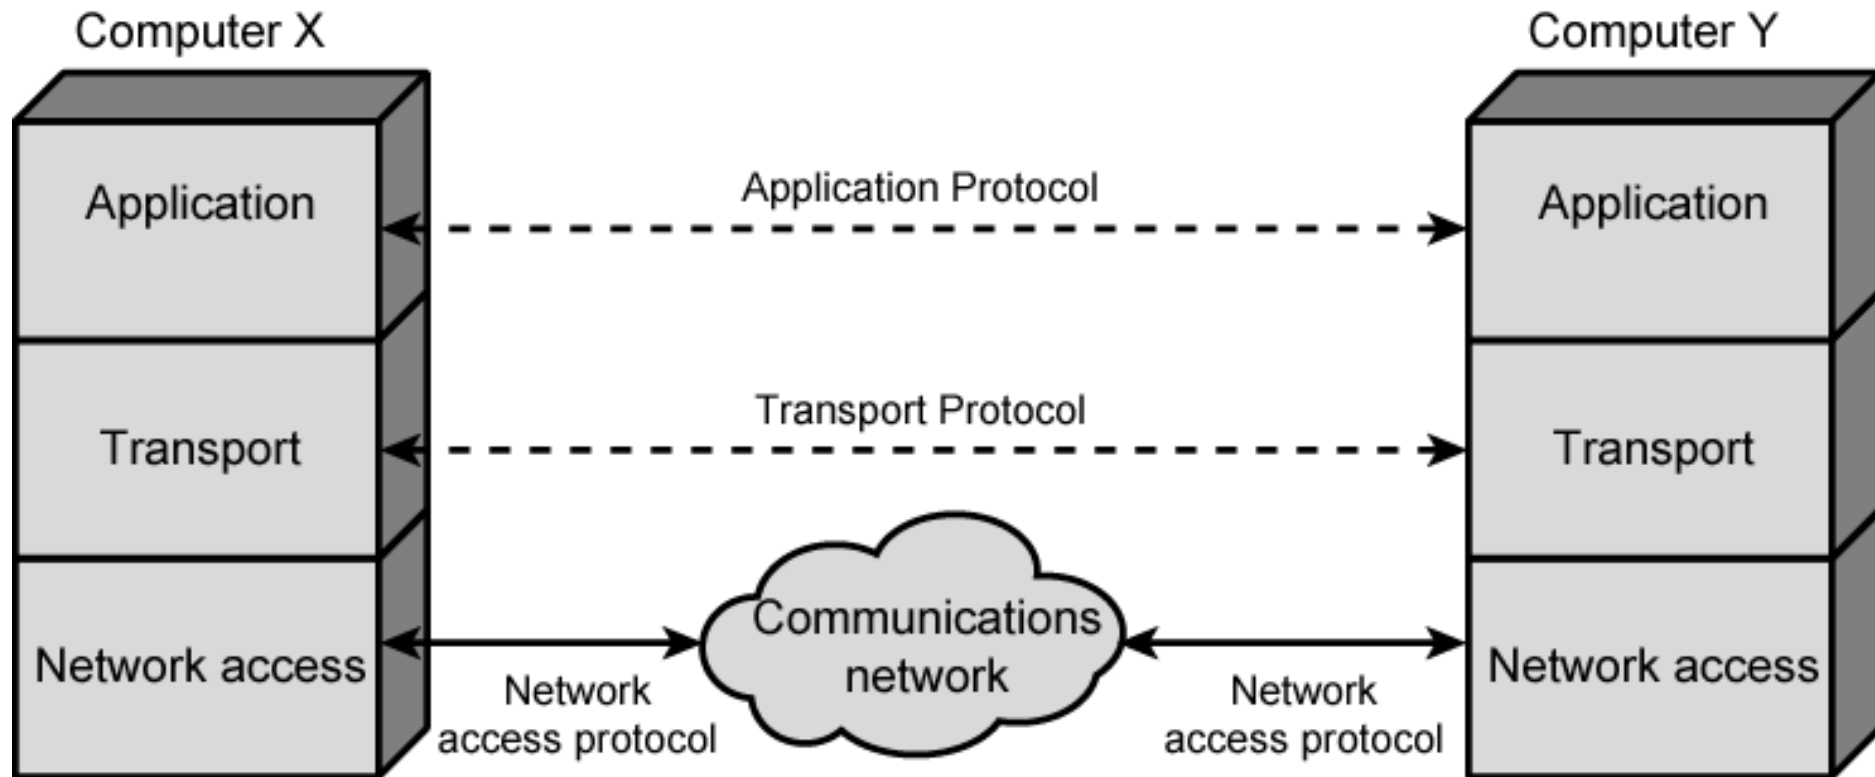 Computer X
Computer Y
Application
Application Protocol
Application
Transport
Transport Protocol
Transport
Network access
Communications
network
Network access
Network
access protocol
Network
access protocol